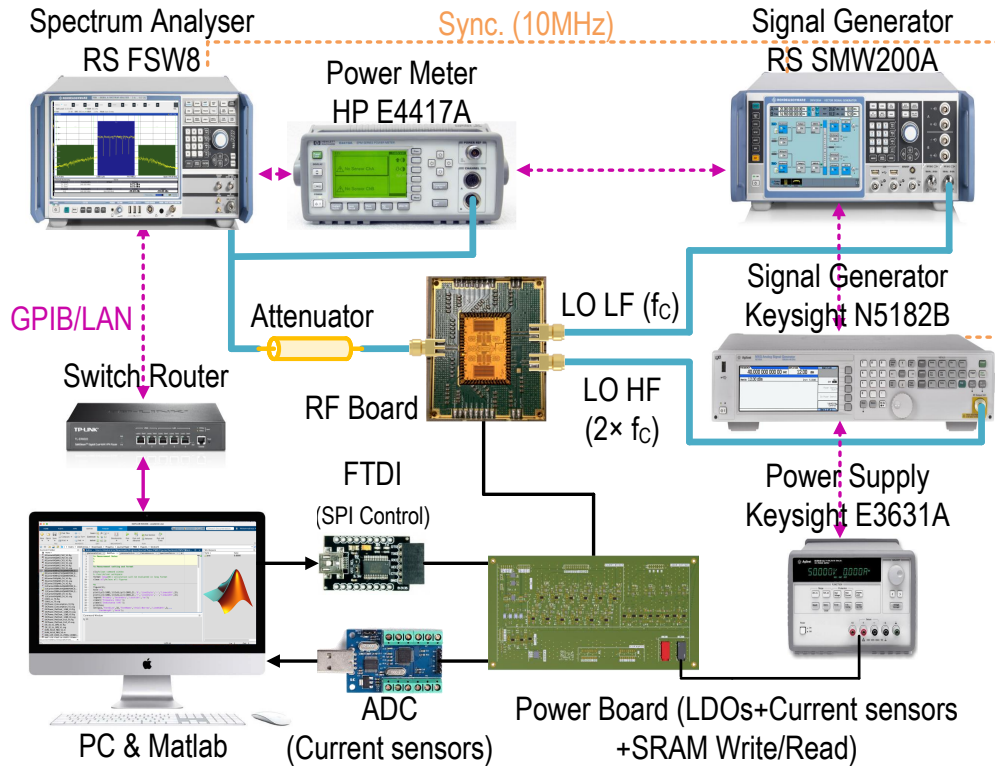 Spectrum Analyser
RS FSW8
Sync. (10MHz)
Signal Generator
RS SMW200A
Power Meter
HP E4417A
GPIB/LAN
Attenuator
LO LF (fC)
Signal Generator
Keysight N5182B
Switch Router
TP-LINK
RF Board
LO HF
(2× fC)
FTDI
(SPI Control)
Power Supply
Keysight E3631A
ADC
(Current sensors)
Power Board (LDOs+Current sensors
+SRAM Write/Read)
PC & Matlab